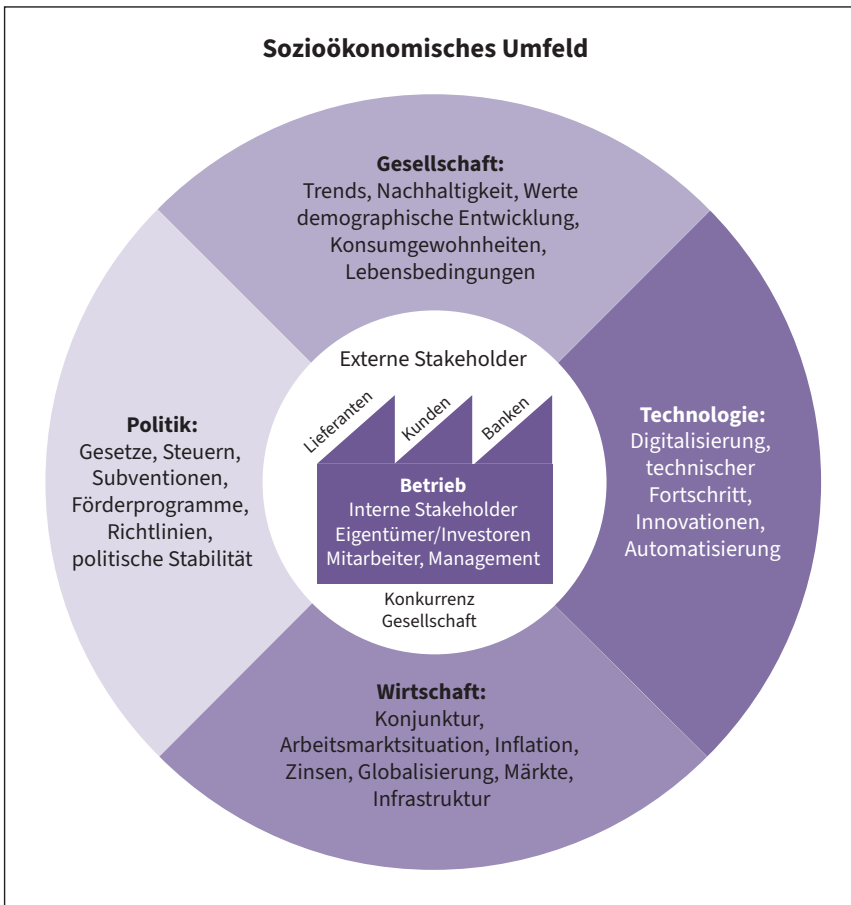 Sozioökonomisches Umfeld
Gesellschaft:
Trends, Nachhaltigkeit, Werte
demographische Entwicklung,
Konsumgewohnheiten,
Lebensbedingungen
Politik:
Gesetze, Steuern,
Subventionen,
Förderprogramme,
Richtlinien,
politische Stabilität
Externe Stakeholder
Lieferanten
Kunden
Banken
Betrieb
Interne Stakeholder
Eigentümer/Investoren
Mitarbeiter, Management
Konkurrenz
Gesellschaft
Technologie:
Digitalisierung,
technischer
Fortschritt,
Innovationen,
Automatisierung
Wirtschaft:
Konjunktur,
Arbeitsmarktsituation, Inflation,
Zinsen, Globalisierung, Märkte,
Infrastruktur